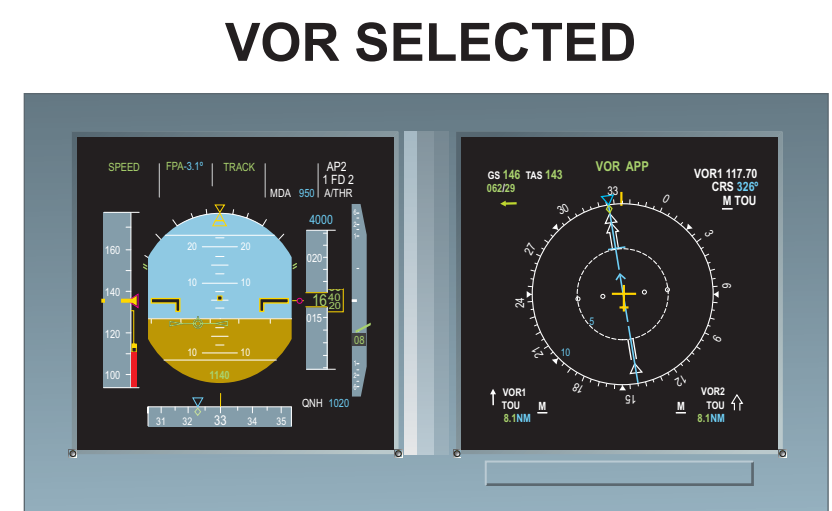 VOR SELECTED
SPEED FPA-3.1° TRACK AP2
1 FD 2
MDA 950 A/THR
4000
160
140
120
100
20 20
10 10
10 10
1140
020
16 40
20
015
08
QNH 1020
31 32 33 34 35
GS 146 TAS 143
062/29
VOR APP
VOR1 117.70
CRS 326°
M TOU
33
0
3
6
9
12
15
18
21
24
27
30
5
10
VOR1
TOU M
8.1NM
VOR2
M TOU
8.1NM